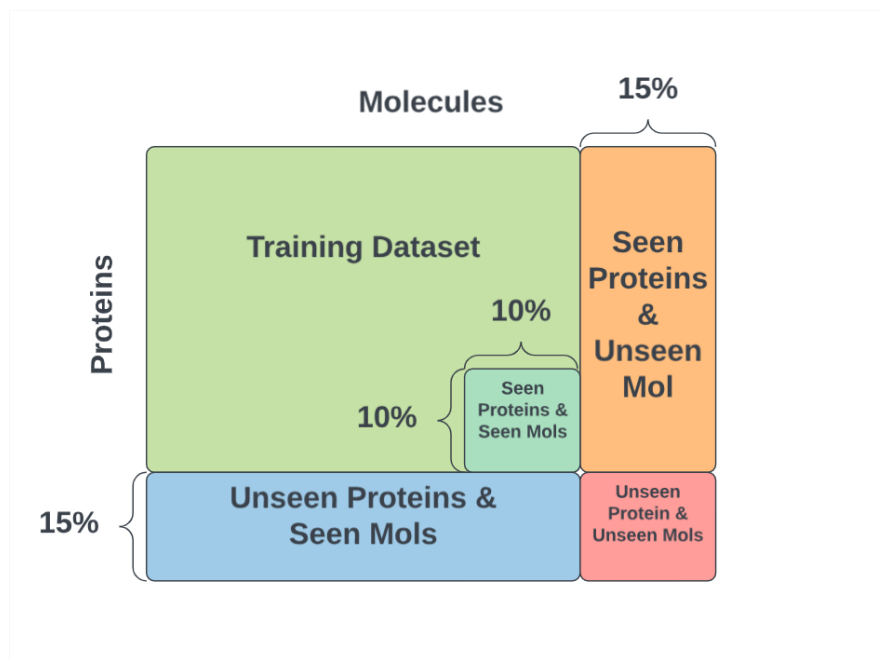 15%
Molecules
Training Dataset
Seen
Proteins
&
Unseen
Mol
Proteins
10%
10%
Seen
Proteins &
Seen Mols
15%
Unseen Proteins &
Seen Mols
Unseen
Protein &
Unseen Mols